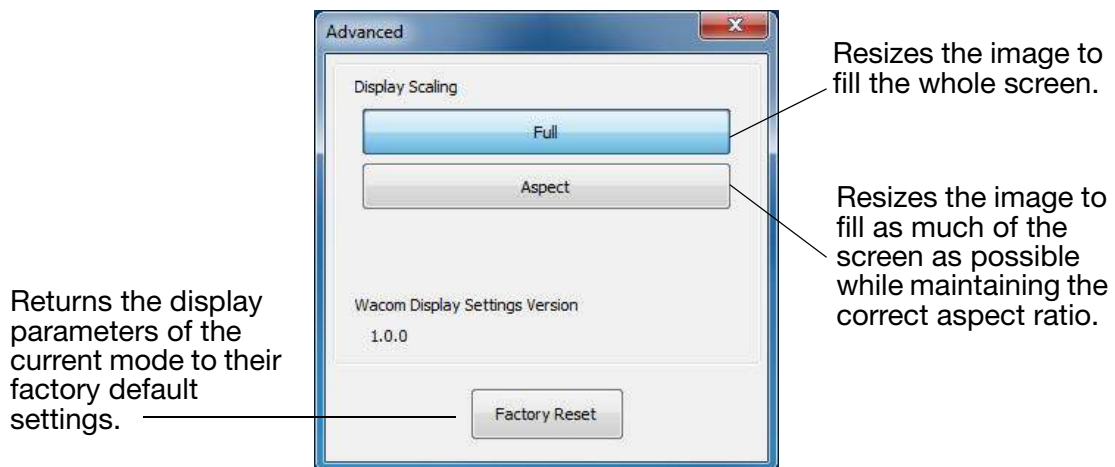 Advanced
Display Scaling
Full
Aspect
Wacom Display Settings Version
1.0.0
Factory Reset
Resizes the image to
fill the whole screen.
Resizes the image to
fill as much of the
screen as possible
while maintaining the
correct aspect ratio.
Returns the display
parameters of the
current mode to their
factory default
settings.